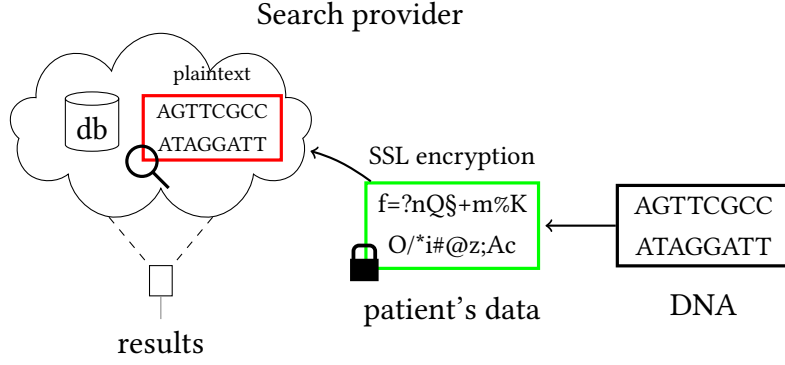 Search provider
plaintext
db
AGTTCGCC
ATAGGATT
SSL encryption
f=?nQ§+m%K
O/*i#@z;Ac
AGTTCGCC
ATAGGATT
patient's data
DNA
results